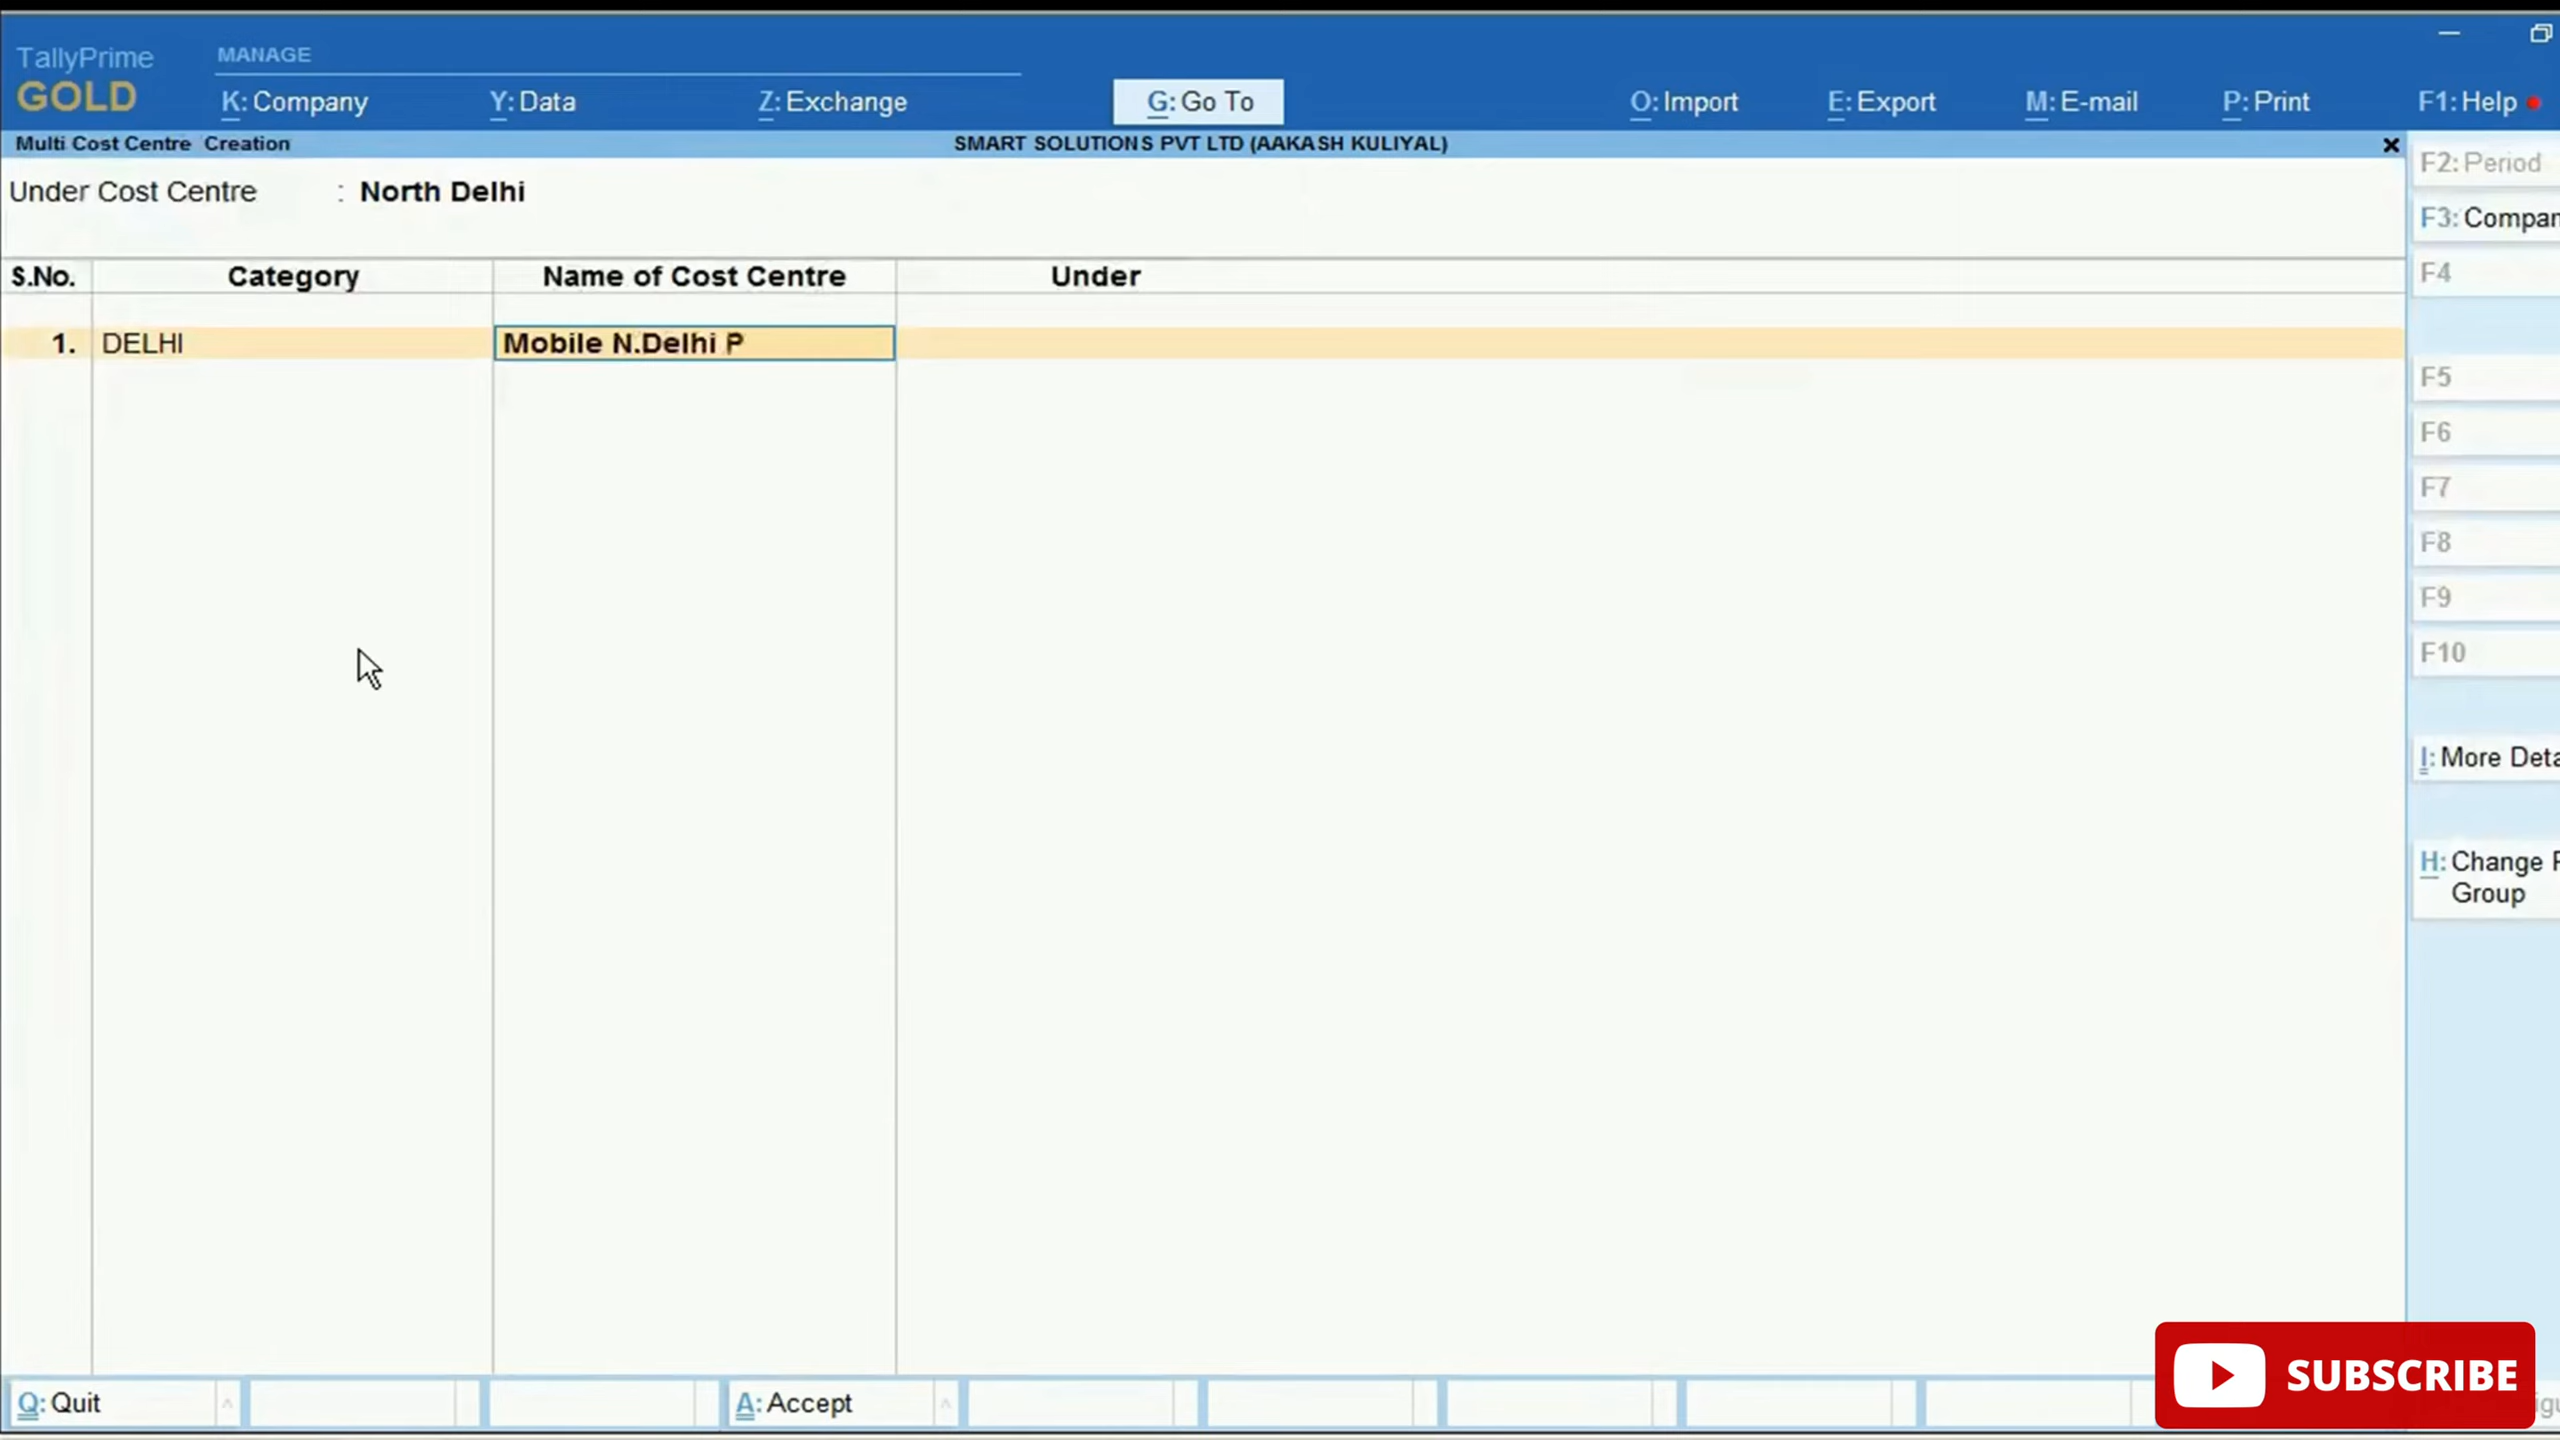 TallyPrime
GOLD
MANAGE
K: Company
Y: Data
Z: Exchange
G: Go To
O: Import
E: Export
M: E-mail
P: Print
F1: Help
Multi Cost Centre Creation
SMART SOLUTIONS PVT LTD (AAKASH KULIYAL)
Under Cost Centre : North Delhi
S.No. Category Name of Cost Centre Under
1. DELHI Mobile N.Delhi P
F2: Period
F3: Compan
F4
F5
F6
F7
F8
F9
F10
I: More Deta
H: Change
Group
Q: Quit
A: Accept
SUBSCRIBE